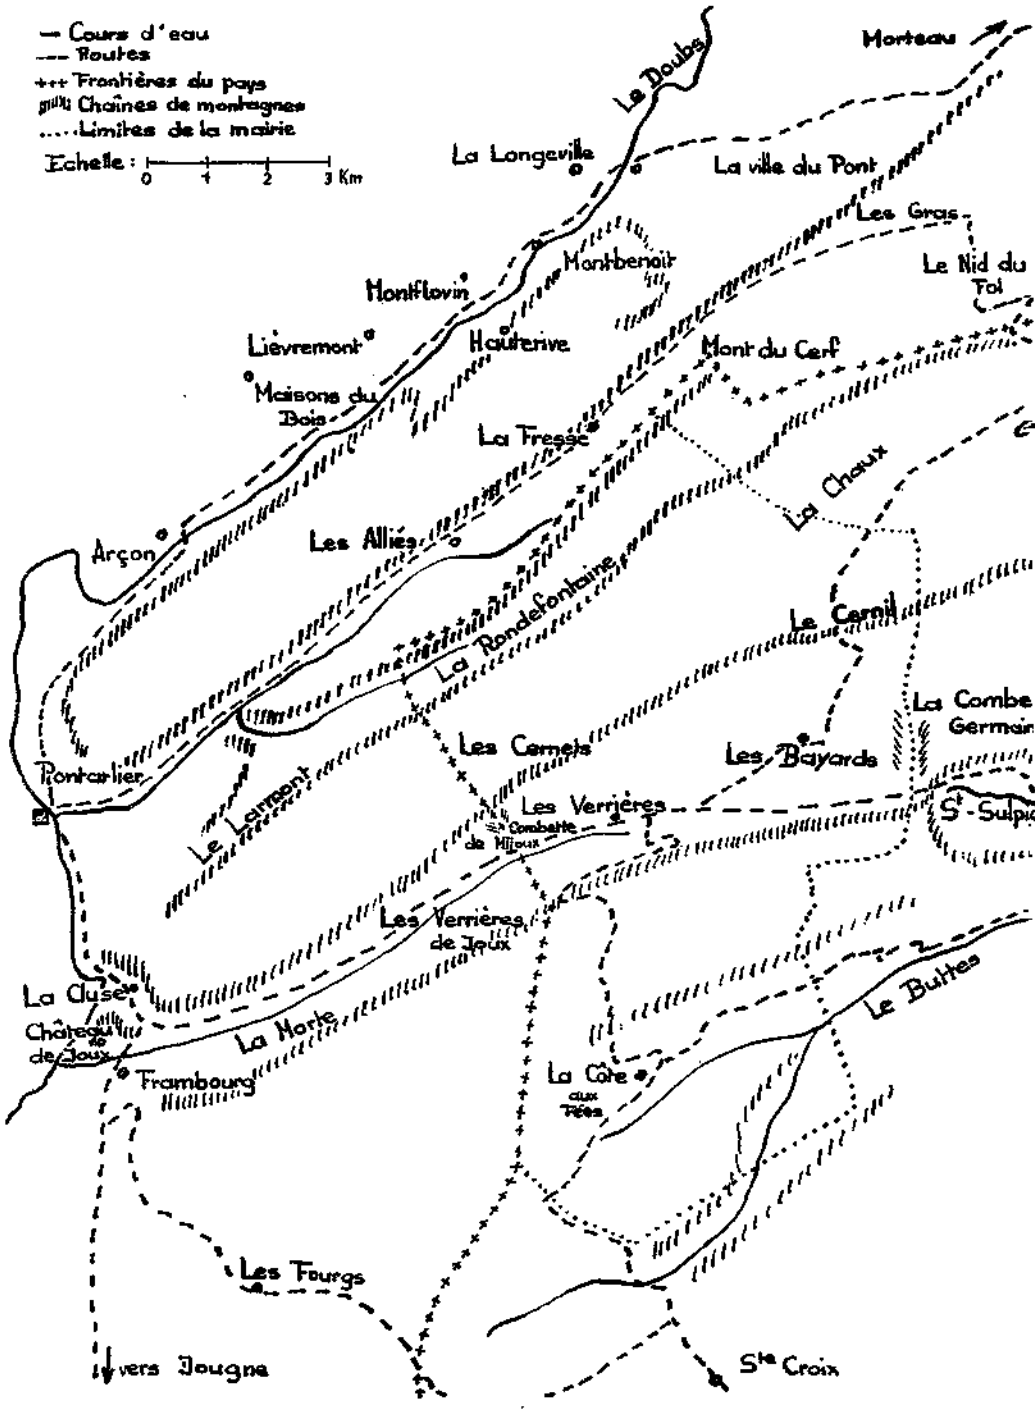 Cours d'eau
Routes
Frontières du pays
Chaînes de montagnes
Limites de la mairie
Echelle :
0 1 2 3 Km
Le Doubs
Morteau
La Longeville
La ville du Pont
Les Gras
Montbenoit
Le Nid du
Fol
Montflovin
Lièvremont
Hauterive
Mont du Cerf
Maisons du
Bois
La Fresse
La Chaux
Arçon
Les Alliés
La Rondefontaine
Le Cernil
La Combe
Germain
Les Cernets
Les Bayards
Pontarlier
Le Larmont
Les Verrières
St-Sulpic
Combette
de Mijoux
Les Verrières
de Joux
La Cluse
Château
de Joux
La Morte
Le Buttes
Frambourg
La Côte
aux
Fées
Les Fourgs
vers Jougne
Ste Croix